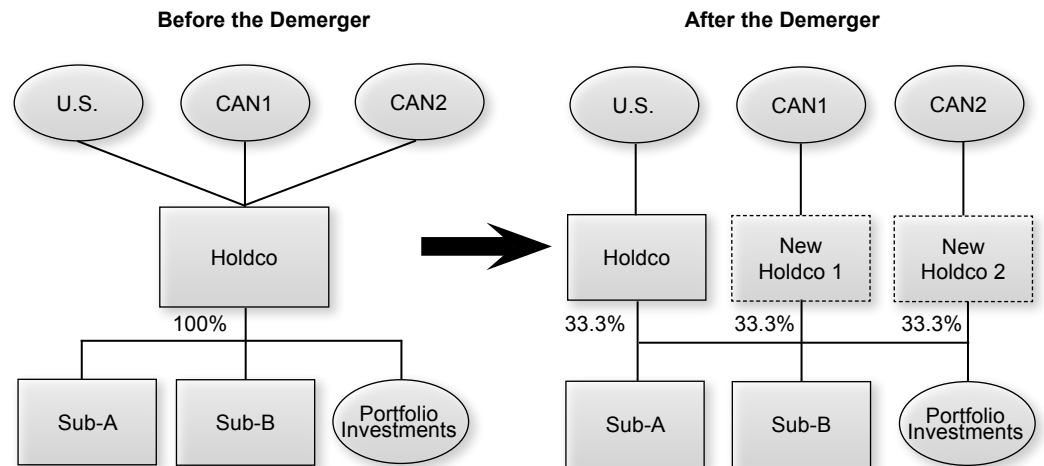 Before the Demerger
After the Demerger
U.S.
CAN1
CAN2
U.S.
CAN1
CAN2
Holdco
Holdco
New
Holdco 1
New
Holdco 2
100%
33.3%
33.3%
33.3%
Sub-A
Sub-B
Portfolio
Investments
Sub-A
Sub-B
Portfolio
Investments